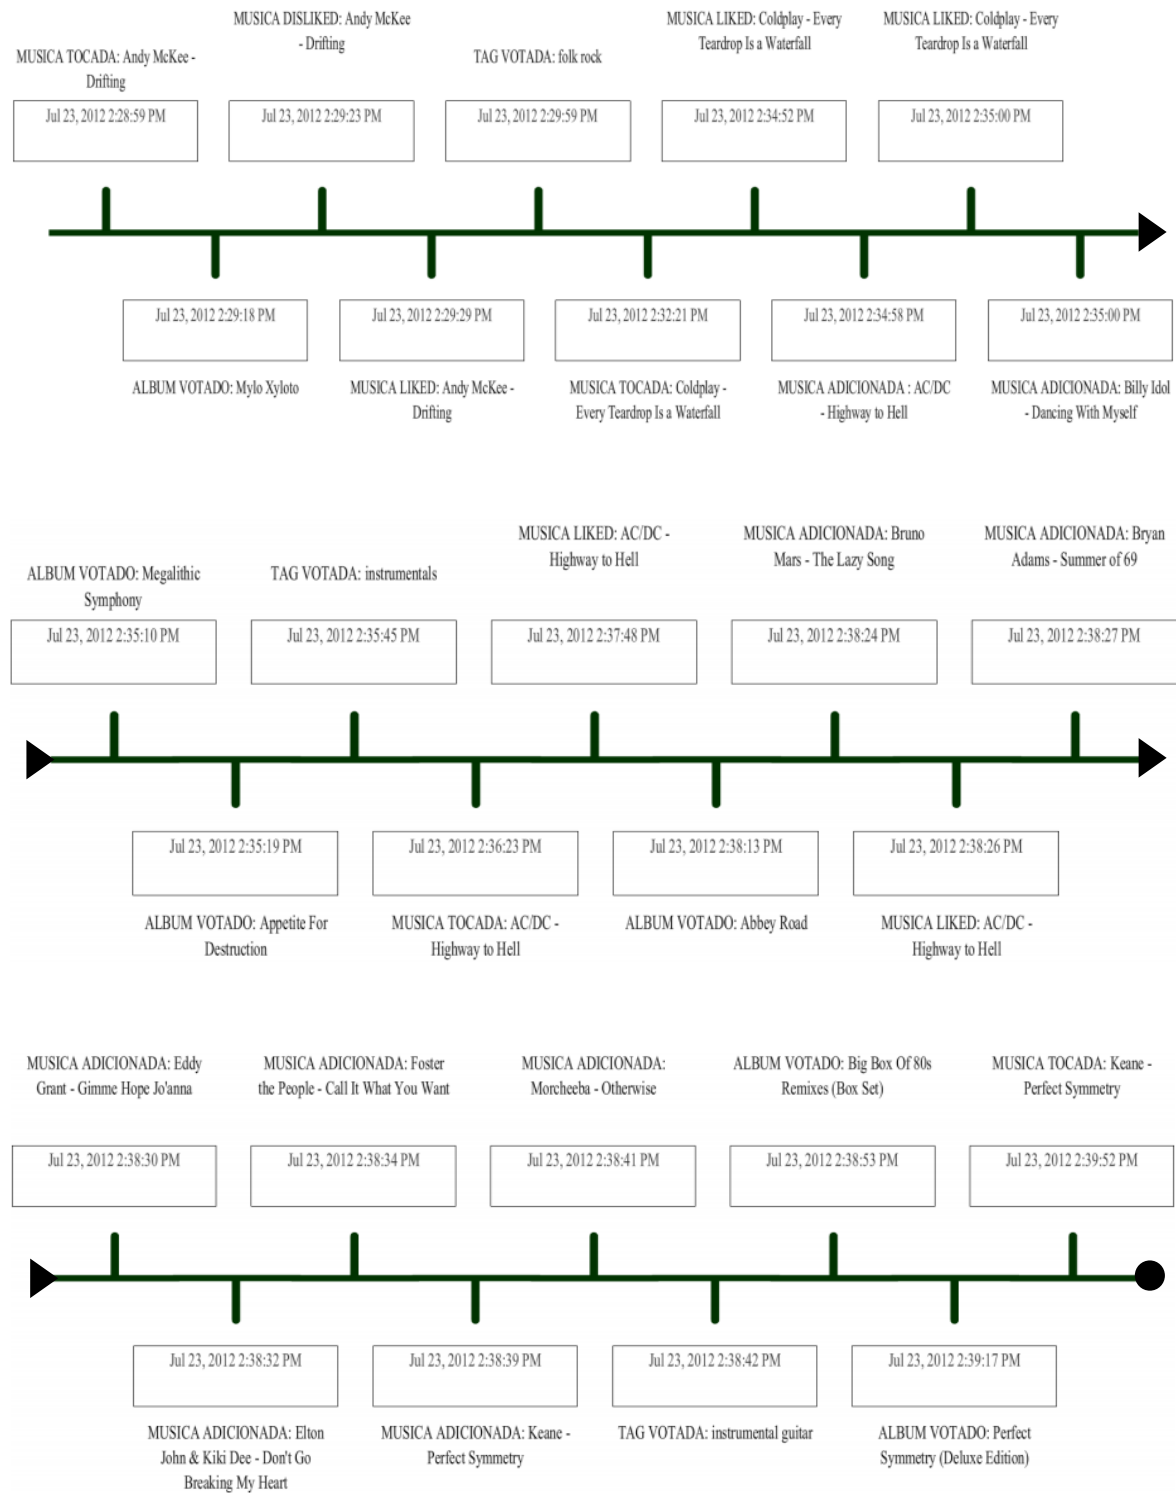 MUSICA TOCADA: Andy McKee -
Drifting
Jul 23, 2012 2:28:59 PM
Jul 23, 2012 2:29:18 PM
ALBUM VOTADO: Mylo Xyloto
MUSICA DISLIKED: Andy McKee
- Drifting
Jul 23, 2012 2:29:23 PM
Jul 23, 2012 2:29:29 PM
MUSICA LIKED: Andy McKee -
Drifting
TAG VOTADA: folk rock
Jul 23, 2012 2:29:59 PM
Jul 23, 2012 2:32:21 PM
MUSICA TOCADA: Coldplay -
Every Teardrop Is a Waterfall
MUSICA LIKED: Coldplay - Every
Teardrop Is a Waterfall
Jul 23, 2012 2:34:52 PM
Jul 23, 2012 2:34:58 PM
MUSICA ADICIONADA : AC/DC
- Highway to Hell
MUSICA LIKED: Coldplay - Every
Teardrop Is a Waterfall
Jul 23, 2012 2:35:00 PM
Jul 23, 2012 2:35:00 PM
MUSICA ADICIONADA: Billy Idol
- Dancing With Myself
ALBUM VOTADO: Megalithic
Symphony
Jul 23, 2012 2:35:10 PM
Jul 23, 2012 2:35:19 PM
ALBUM VOTADO: Appetite For
Destruction
TAG VOTADA: instrumentals
Jul 23, 2012 2:35:45 PM
Jul 23, 2012 2:36:23 PM
MUSICA TOCADA: AC/DC -
Highway to Hell
MUSICA LIKED: AC/DC -
Highway to Hell
Jul 23, 2012 2:37:48 PM
Jul 23, 2012 2:38:13 PM
ALBUM VOTADO: Abbey Road
MUSICA ADICIONADA: Bruno
Mars - The Lazy Song
Jul 23, 2012 2:38:24 PM
Jul 23, 2012 2:38:26 PM
MUSICA LIKED: AC/DC -
Highway to Hell
MUSICA ADICIONADA: Bryan
Adams - Summer of 69
Jul 23, 2012 2:38:27 PM
MUSICA ADICIONADA: Eddy
Grant - Gimme Hope Jo'anna
Jul 23, 2012 2:38:30 PM
Jul 23, 2012 2:38:32 PM
MUSICA ADICIONADA: Elton
John & Kiki Dee - Don't Go
Breaking My Heart
MUSICA ADICIONADA: Foster
the People - Call It What You Want
Jul 23, 2012 2:38:34 PM
Jul 23, 2012 2:38:39 PM
MUSICA ADICIONADA: Keane -
Perfect Symmetry
MUSICA ADICIONADA:
Morcheeba - Otherwise
Jul 23, 2012 2:38:41 PM
Jul 23, 2012 2:38:42 PM
TAG VOTADA: instrumental guitar
ALBUM VOTADO: Big Box Of 80s
Remixes (Box Set)
Jul 23, 2012 2:38:53 PM
Jul 23, 2012 2:39:17 PM
ALBUM VOTADO: Perfect
Symmetry (Deluxe Edition)
MUSICA TOCADA: Keane -
Perfect Symmetry
Jul 23, 2012 2:39:52 PM